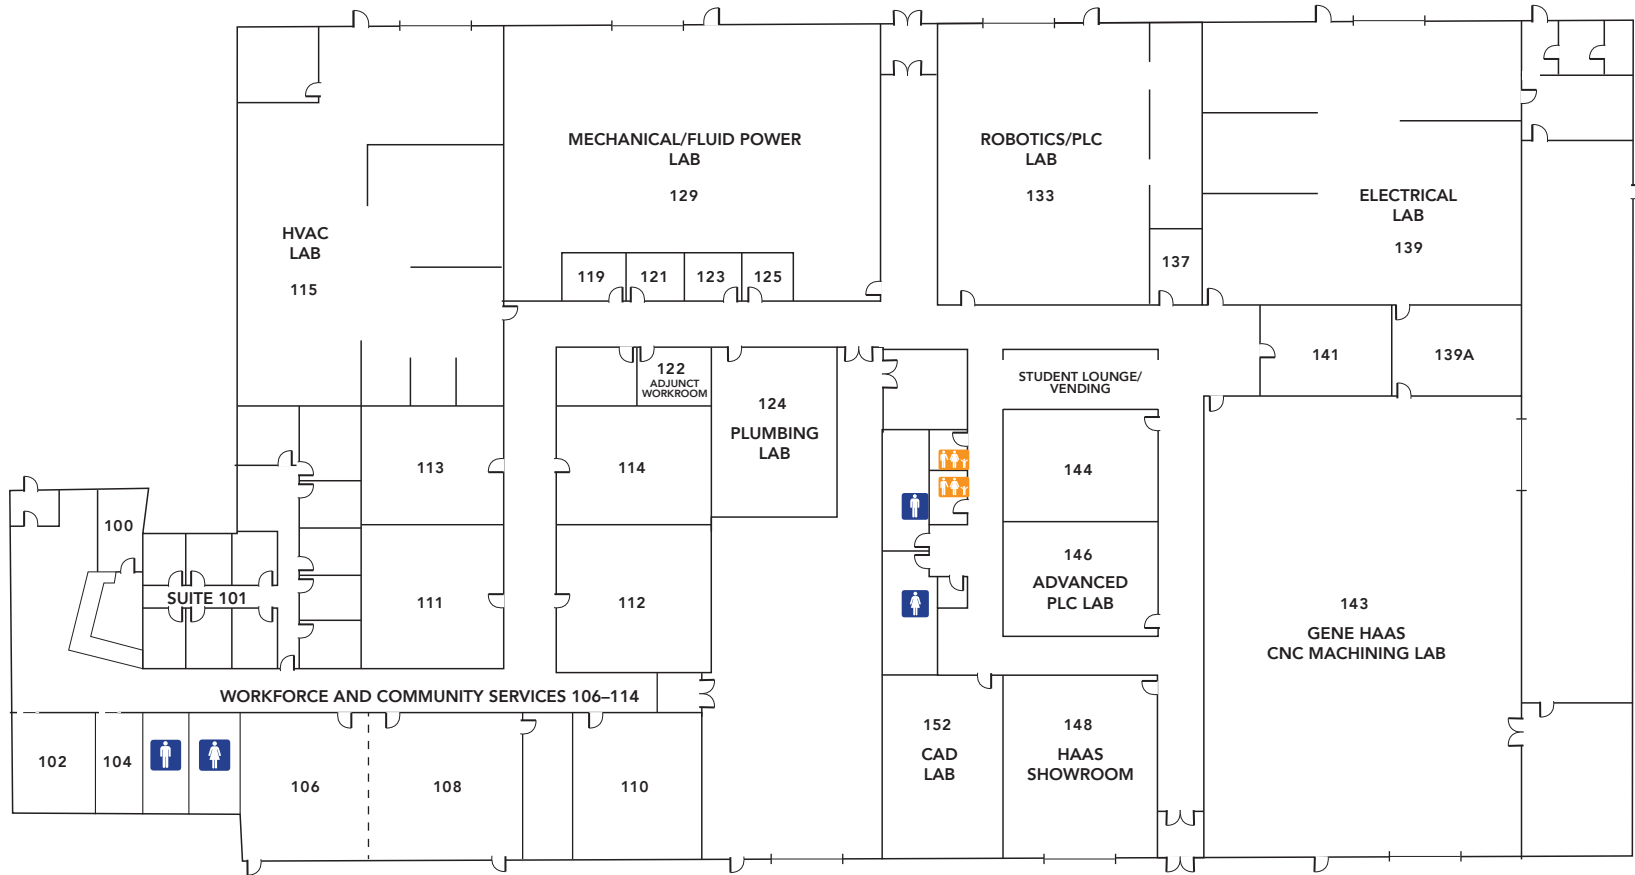 MECHANICAL/FLUID POWER
LAB
129
ROBOTICS/PLC
LAB
133
ELECTRICAL
LAB
139
HVAC
LAB
115
119
121
123
125
137
141
139A
122
ADJUNCT
WORKROOM
STUDENT LOUNGE/
VENDING
124
PLUMBING
LAB
113
114
144
100
146
ADVANCED
PLC LAB
SUITE 101
111
112
143
GENE HAAS
CNC MACHINING LAB
WORKFORCE AND COMMUNITY SERVICES 106–114
102
104
106
108
110
152
CAD
LAB
148
HAAS
SHOWROOM